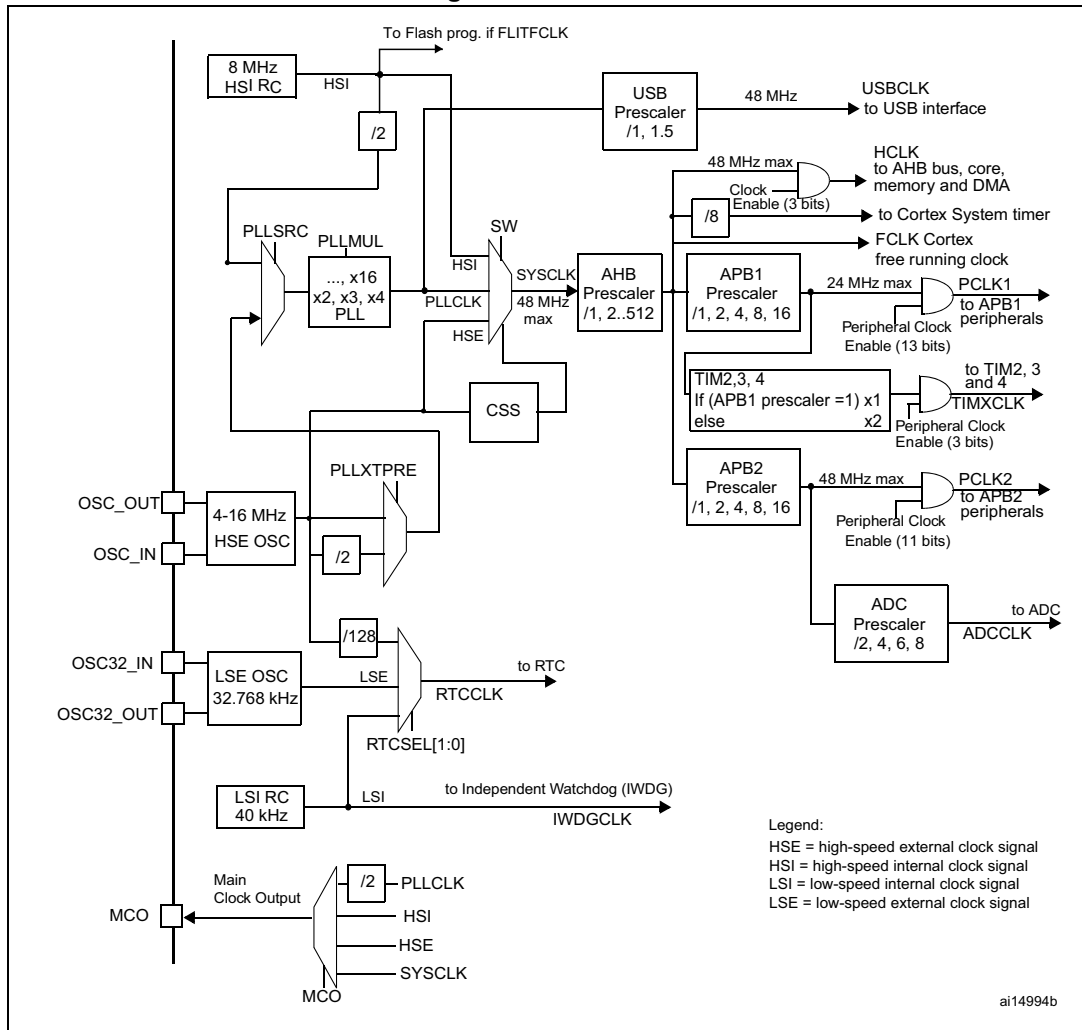 To Flash prog. if FLITFCLK
8 MHz
HSI RC
HSI
/2
USB
Prescaler
/1, 1.5
48 MHz
USBCLK
to USB interface
48 MHz max
HCLK
to AHB bus, core,
memory and DMA
Clock
Enable (3 bits)
/8
to Cortex System timer
FCLK Cortex
free running clock
PLLSRC
PLLMUL
..., x16
x2, x3, x4
PLL
SW
HSI
PLLCLK
HSE
SYSCLK
48 MHz
max
AHB
Prescaler
/1, 2..512
APB1
Prescaler
/1, 2, 4, 8, 16
24 MHz max
PCLK1
to APB1
peripherals
Peripheral Clock
Enable (13 bits)
TIM2,3, 4
If (APB1 prescaler =1) x1
else x2
to TIM2, 3
and 4
TIMXCLK
Peripheral Clock
Enable (3 bits)
CSS
APB2
Prescaler
/1, 2, 4, 8, 16
48 MHz max
PCLK2
to APB2
peripherals
Peripheral Clock
Enable (11 bits)
PLLXTPRE
OSC_OUT
OSC_IN
4-16 MHz
HSE OSC
/2
ADC
Prescaler
/2, 4, 6, 8
to ADC
ADCCLK
/128
OSC32_IN
OSC32_OUT
LSE OSC
32.768 kHz
LSE
to RTC
RTCCLK
RTCSEL[1:0]
LSI RC
40 kHz
LSI
to Independent Watchdog (IWDG)
IWDGCLK
Legend:
HSE = high-speed external clock signal
HSI = high-speed internal clock signal
LSI = low-speed internal clock signal
LSE = low-speed external clock signal
Main
Clock Output
MCO
/2
PLLCLK
HSI
HSE
SYSCLK
MCO
ai14994b